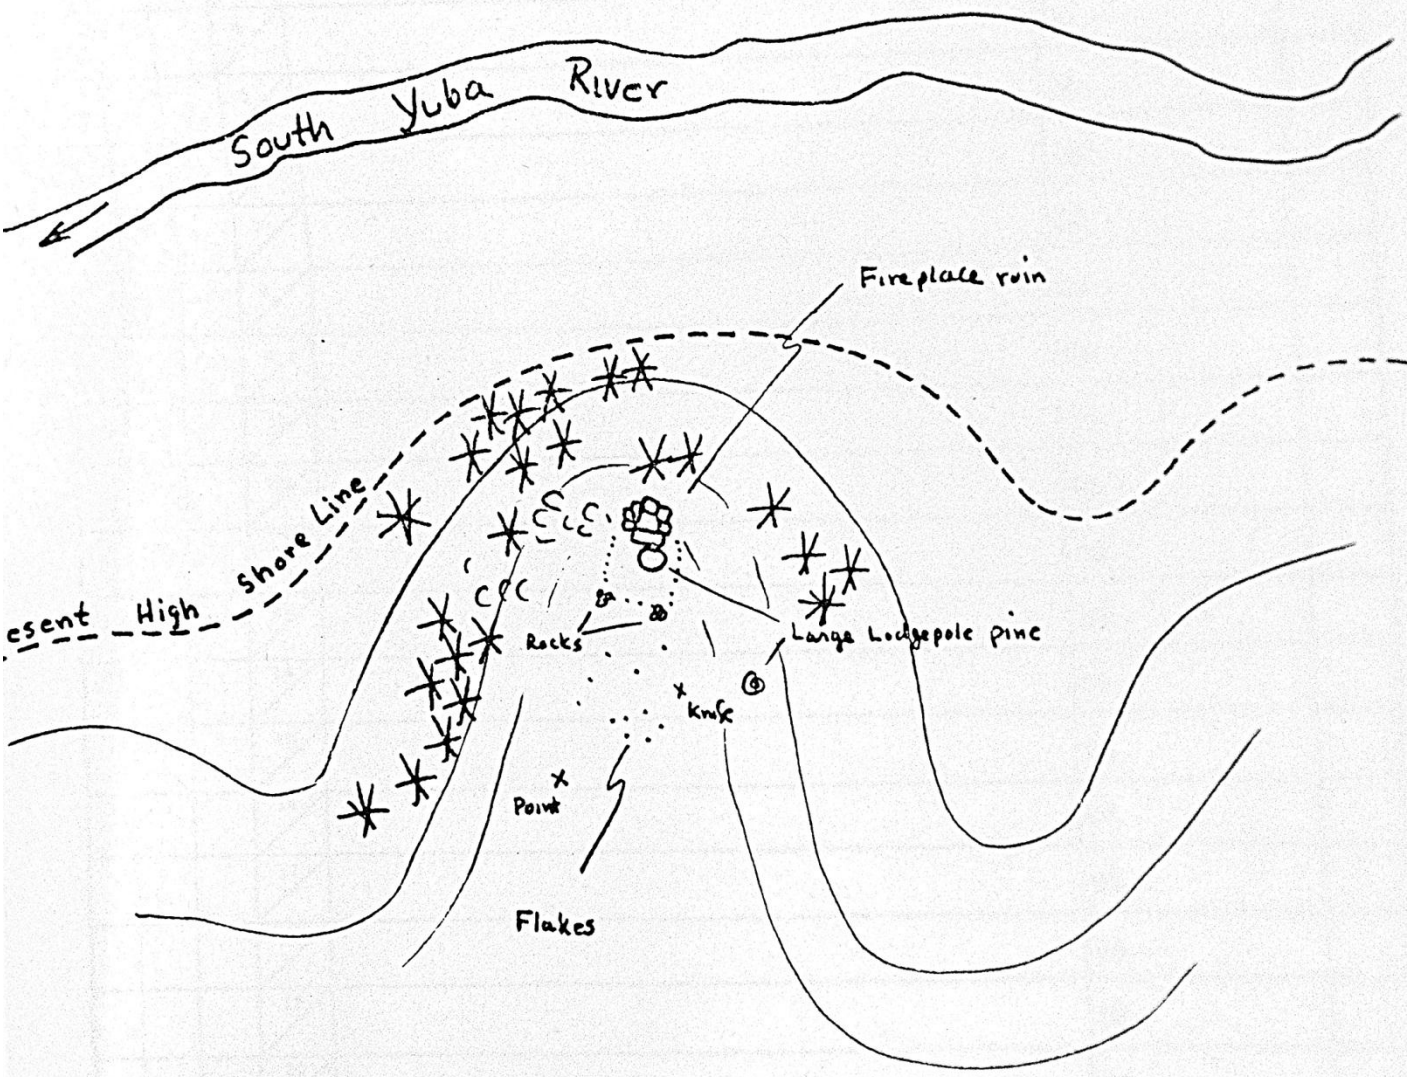 South Yuba River
Fireplace ruin
esent High Shore Line
Rocks
Large Lodgepole pine
Knife
Point
Flakes